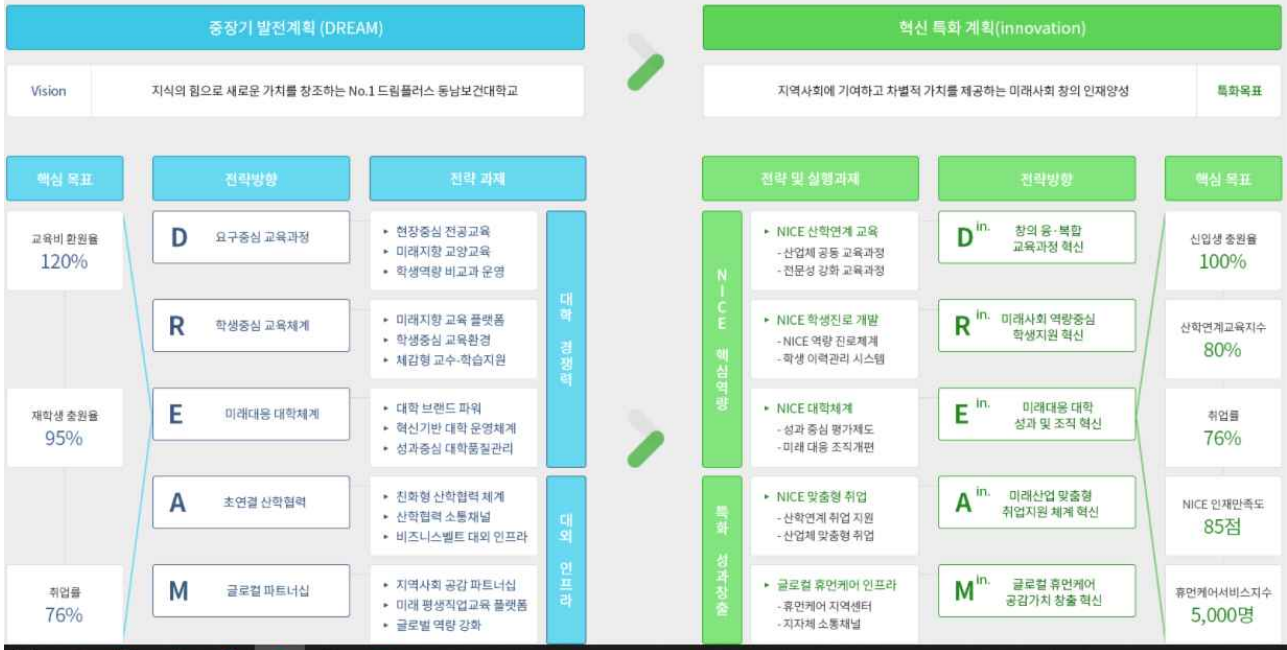 중장기 발전계획 (DREAM)
Vision
지식의 힘으로 새로운 가치를 창조하는 No.1 드림플러스 동남보건대학교
핵심 목표
전략방향
전략 과제
교육비 환원율
120%
재학생 충원율
95%
취업률
76%
D
요구중심 교육과정
▸ 현장중심 전공교육
▸ 미래지향 교양교육
▸ 학생역량 비교과 운영
R
학생중심 교육체계
▸ 미래지향 교육 플랫폼
▸ 학생중심 교육환경
▸ 체감형 교수-학습지원
E
미래대응 대학체계
▸ 대학 브랜드 파워
▸ 혁신기반 대학 운영체계
▸ 성과중심 대학품질관리
대학 경쟁력
A
초연결 산학협력
▸ 친화형 산학협력 체계
▸ 산학협력 소통채널
▸ 비즈니스벨트 대외 인프라
M
글로컬 파트너십
▸ 지역사회 공감 파트너십
▸ 미래 평생직업교육 플랫폼
▸ 글로벌 역량 강화
대외 인프라
혁신 특화 계획(innovation)
지역사회에 기여하고 차별적 가치를 제공하는 미래사회 창의 인재양성
특화목표
전략 및 실행과제
전략방향
핵심 목표
NICE 핵심역량
▸ NICE 산학연계 교육
- 산업체 공동 교육과정
- 전문성 강화 교육과정
D in.
창의 융·복합
교육과정 혁신
▸ NICE 학생진로 개발
- NICE 역량 진로체계
- 학생 이력관리 시스템
R in.
미래사회 역량중심
학생지원 혁신
▸ NICE 대학체계
- 성과 중심 평가제도
- 미래 대응 조직개편
E in.
미래대응 대학
성과 및 조직 혁신
특화 성과창출
▸ NICE 맞춤형 취업
- 산학연계 취업 지원
- 산업체 맞춤형 취업
A in.
미래산업 맞춤형
취업지원 체계 혁신
▸ 글로컬 휴먼케어 인프라
- 휴먼케어 지역센터
- 지자체 소통채널
M in.
글로컬 휴먼케어
공감가치 창출 혁신
신입생 충원율
100%
산학연계교육지수
80%
취업률
76%
NICE 인재만족도
85점
휴먼케어서비스지수
5,000명